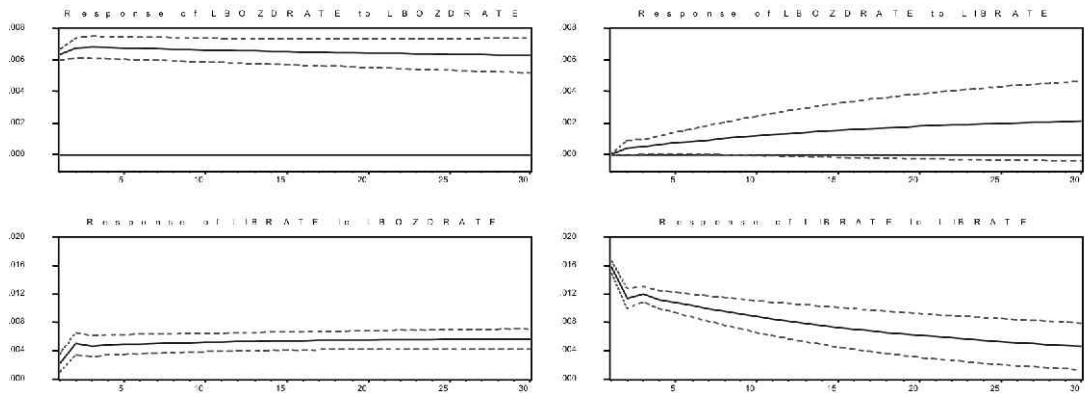 Response of LBOZDRATE to LBOZDRATE
.008
.006
.004
.002
.000
5 10 15 20 25 30
Response of LBOZDRATE to LIBRATE
.008
.006
.004
.002
.000
5 10 15 20 25 30
Response of LIBRATE to LBOZDRATE
.020
.016
.012
.008
.004
.000
5 10 15 20 25 30
Response of LIBRATE to LIBRATE
.020
.016
.012
.008
.004
.000
5 10 15 20 25 30